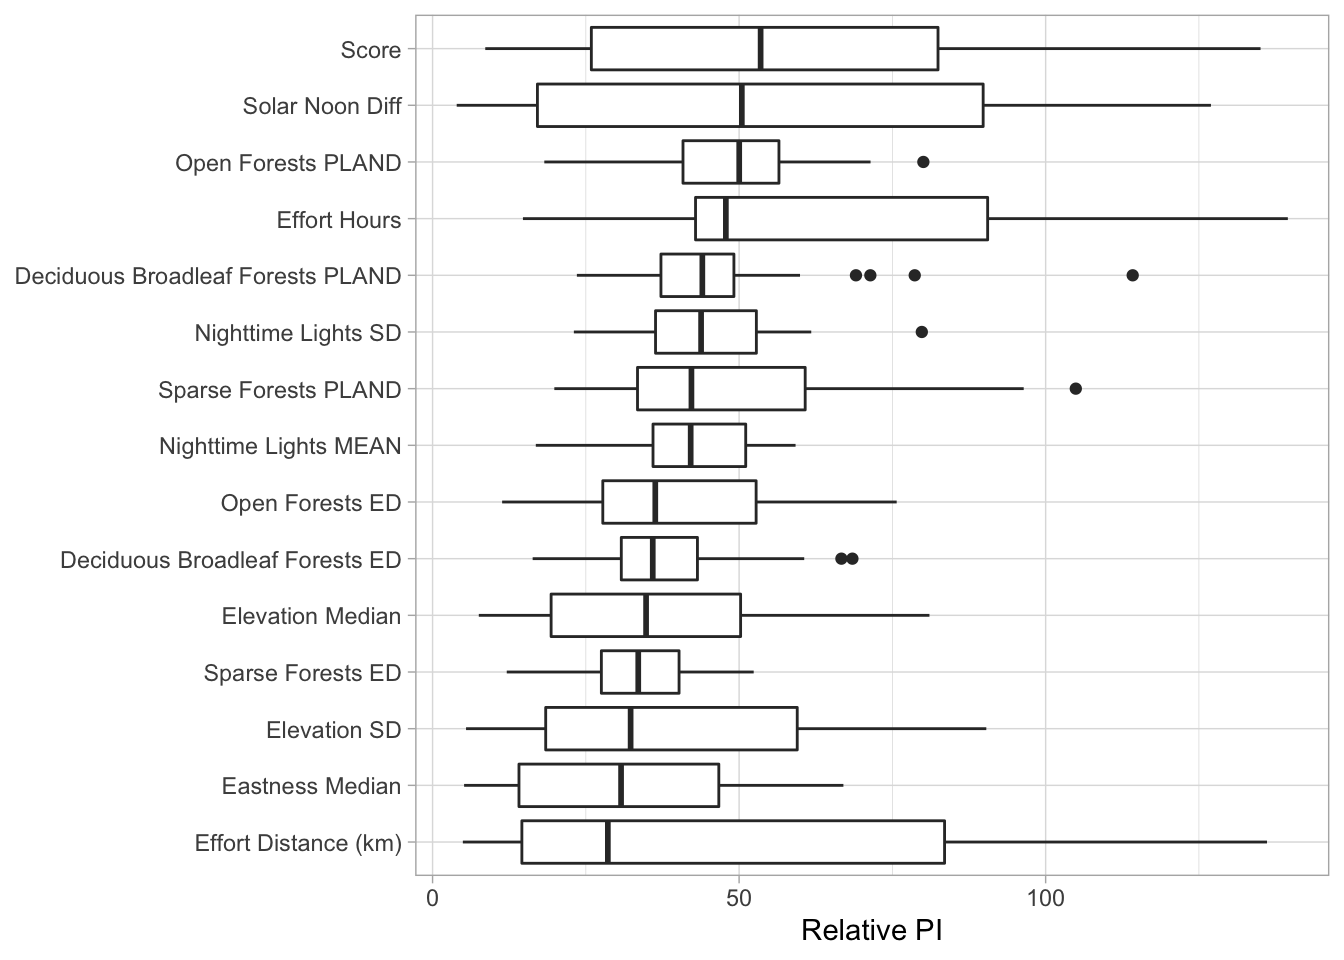 Score
Solar Noon Diff
Open Forests PLAND
Effort Hours
Deciduous Broadleaf Forests PLAND
Nighttime Lights SD
Sparse Forests PLAND
Nighttime Lights MEAN
Open Forests ED
Deciduous Broadleaf Forests ED
Elevation Median
Sparse Forests ED
Elevation SD
Eastness Median
Effort Distance (km)
0 50 100
Relative PI